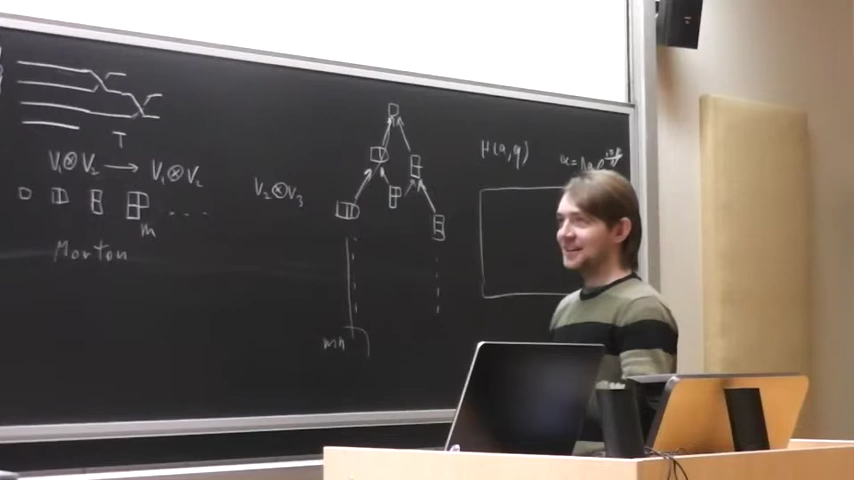 T
V₁⊗V₂ → V₁⊗V₂
V₂⊗V₃
m
....
Morton
mn
H(a,q)